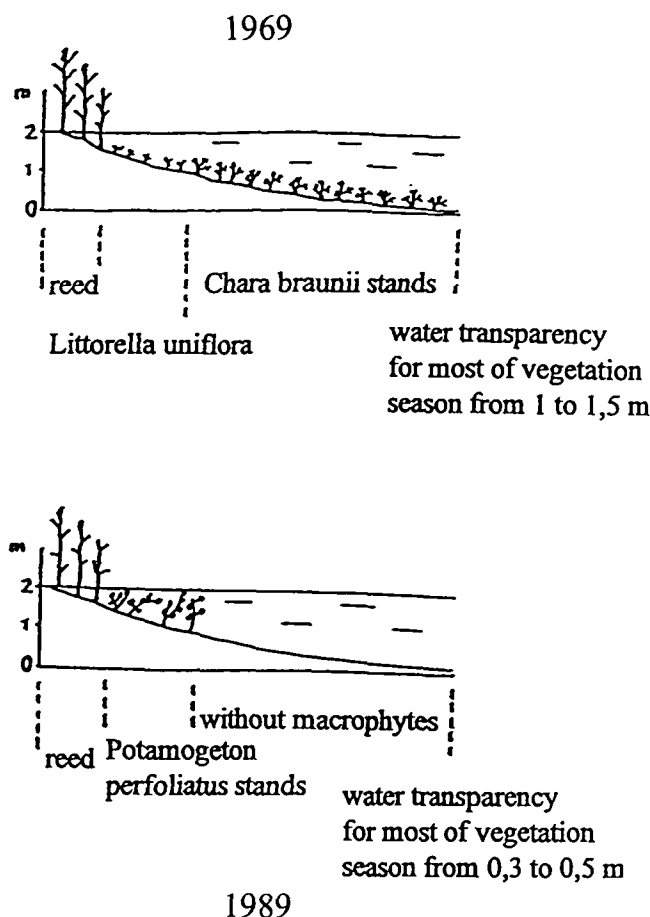 1969
m
2
1
0
reed
Chara braunii stands
Littorella uniflora
water transparency
for most of vegetation
season from 1 to 1,5 m
m
2
1
0
without macrophytes
reed
Potamogeton
perfoliatus stands
water transparency
for most of vegetation
season from 0,3 to 0,5 m
1989